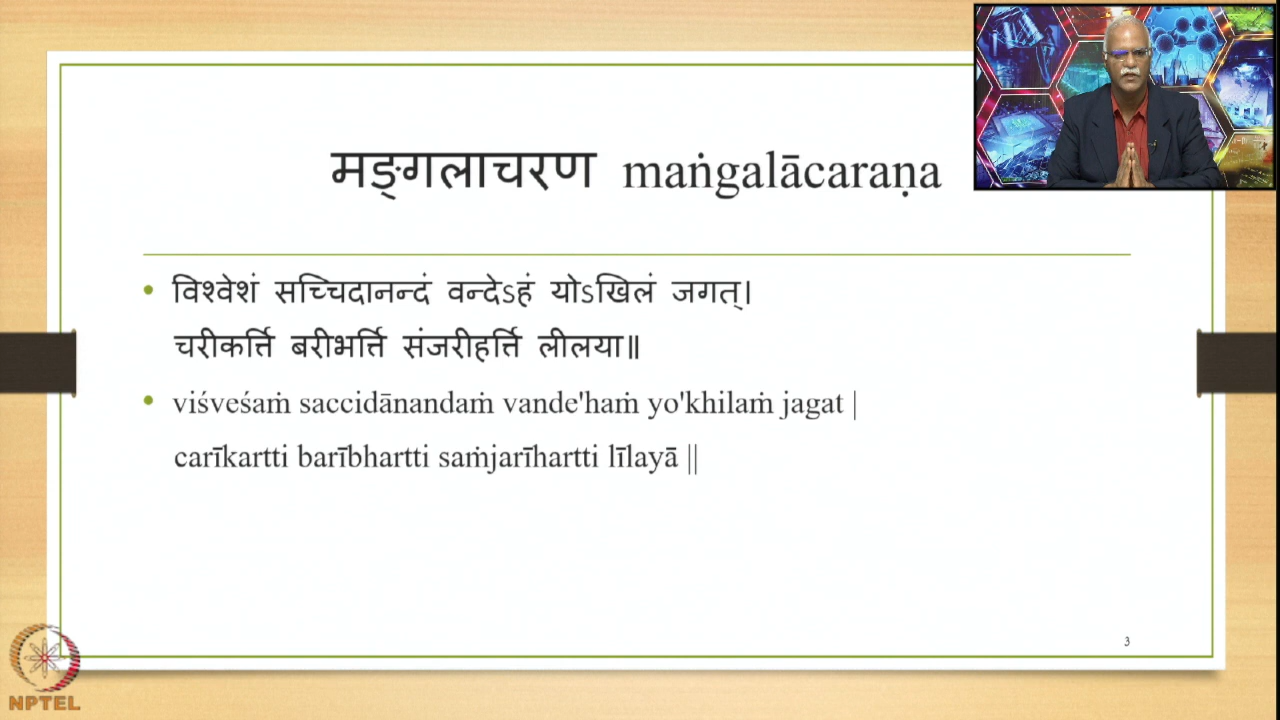 मङ्गलाचरण maṅgalācaraṇa
• विश्वेशं सच्चिदानन्दं वन्देऽहं योऽखिलं जगत्।
चरीकर्त्ति बरीभर्त्ति संजरीहर्त्ति लीलया॥
• viśveśaṁ saccidānandaṁ vande'haṁ yo'khilaṁ jagat |
carīkartti barībhartti saṁjarīhartti līlayā ||
3
NPTEL